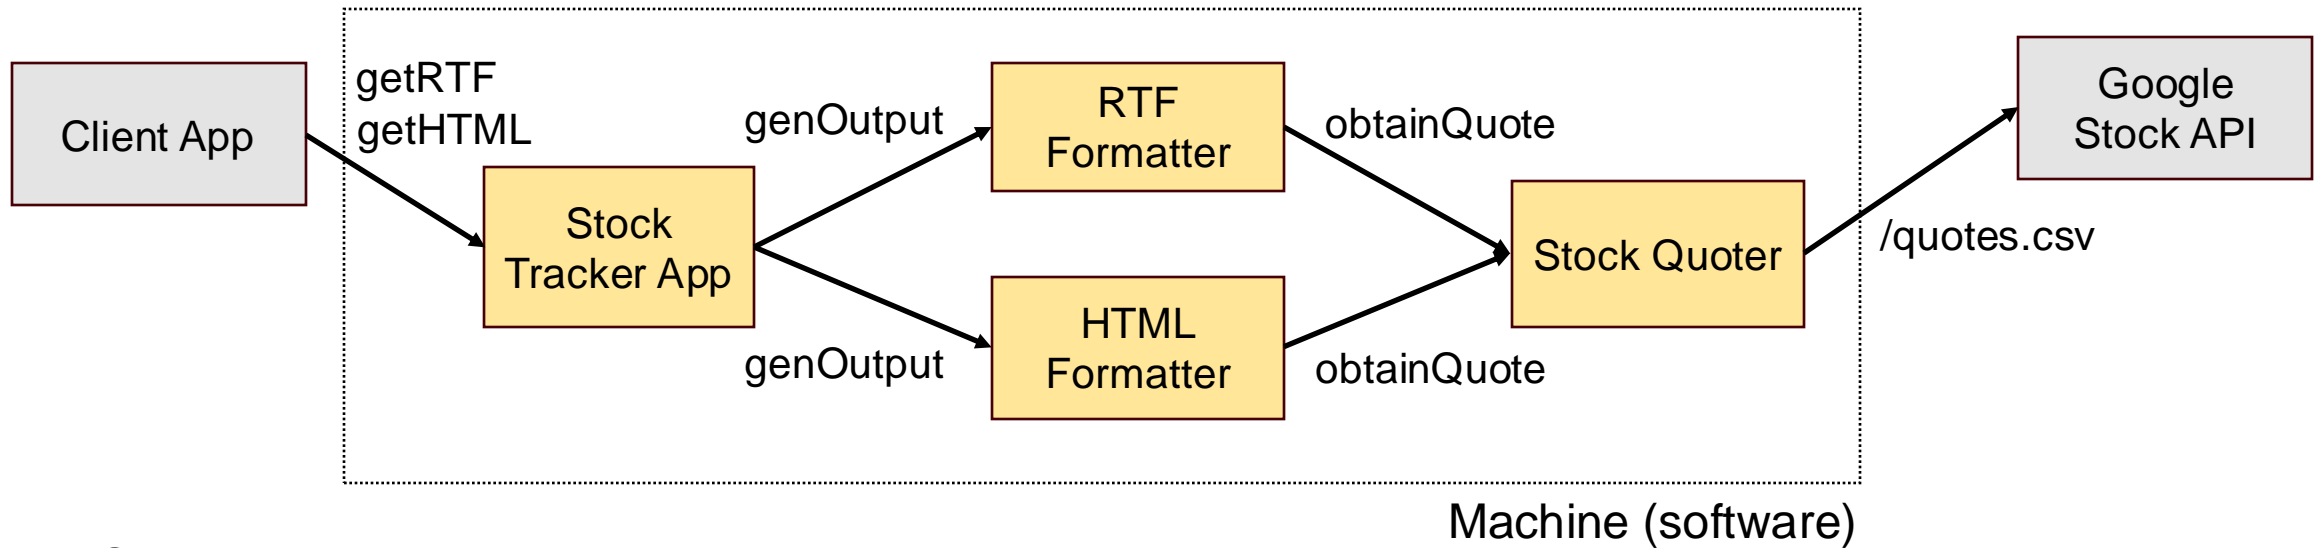 Client App
getRTF
getHTML
Stock
Tracker App
genOutput
genOutput
RTF
Formatter
HTML
Formatter
obtainQuote
obtainQuote
Stock Quoter
/quotes.csv
Google
Stock API
Machine (software)